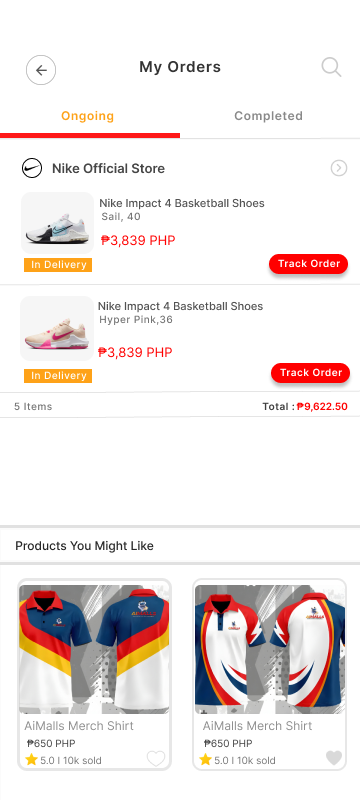 My Orders
Ongoing
Completed
Nike Official Store
Nike Impact 4 Basketball Shoes
Sail, 40
₱3,839 PHP
In Delivery
Track Order
Nike Impact 4 Basketball Shoes
Hyper Pink,36
₱3,839 PHP
In Delivery
Track Order
5 Items
Total : ₱9,622.50
Products You Might Like
AiMalls Merch Shirt
₱650 PHP
5.0 I 10k sold
AiMalls Merch Shirt
₱650 PHP
5.0 I 10k sold